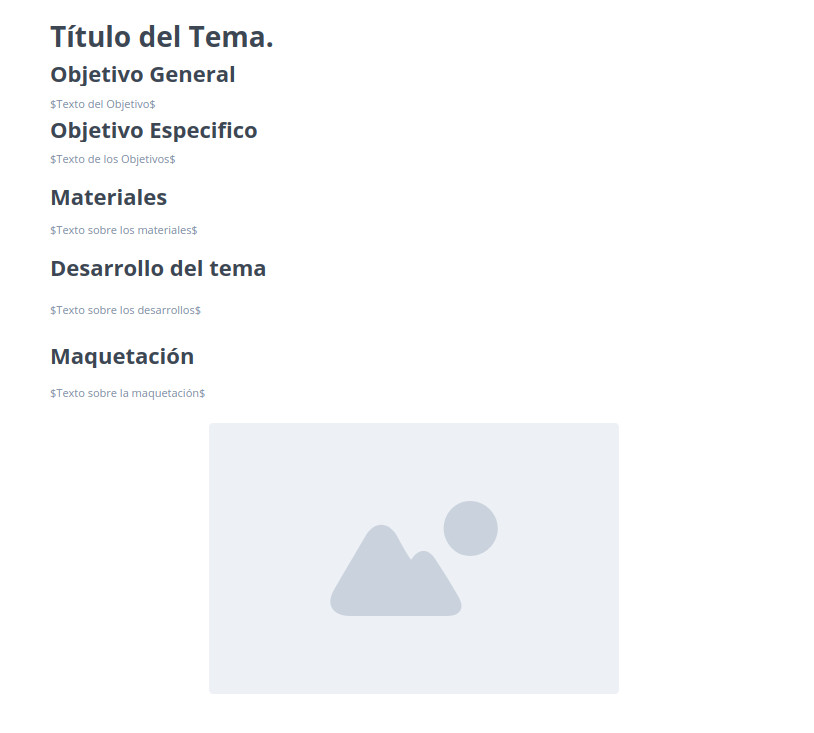 Título del Tema.
Objetivo General
$Texto del Objetivo$
Objetivo Especifico
$Texto de los Objetivos$
Materiales
$Texto sobre los materiales$
Desarrollo del tema
$Texto sobre los desarrollos$
Maquetación
$Texto sobre la maquetación$